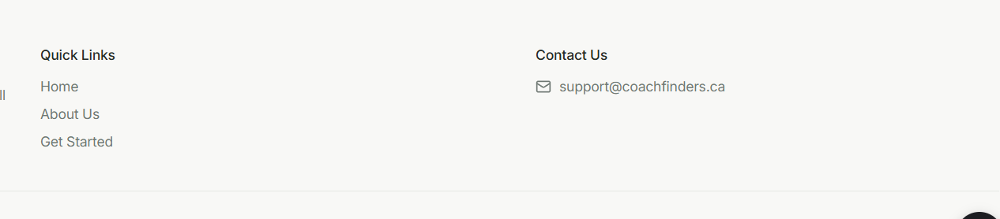 Quick Links
Home
About Us
Get Started
Contact Us
support@coachfinders.ca